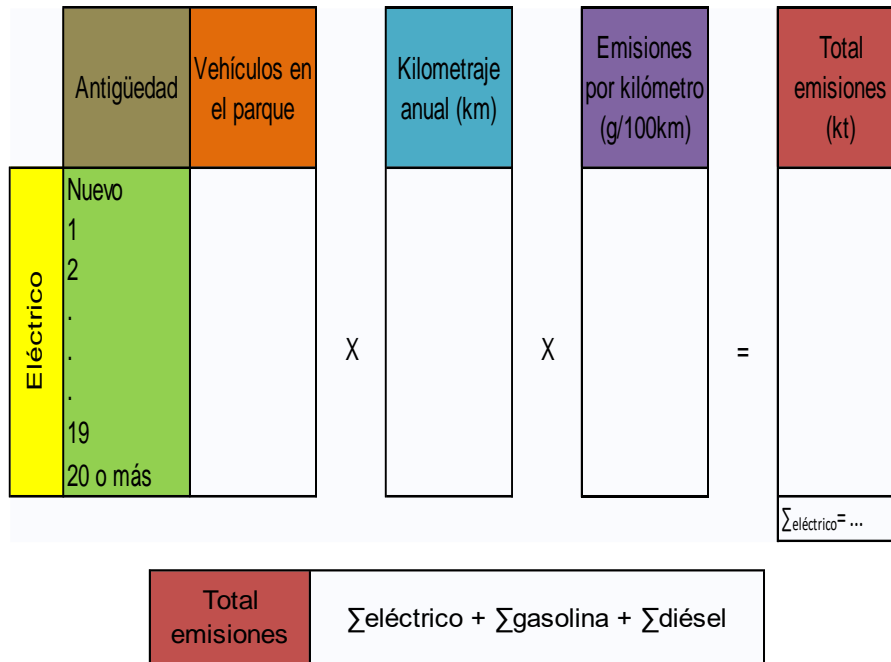 Antigüedad
Vehículos en
el parque
Kilometraje
anual (km)
Emisiones
por kilómetro
(g/100km)
Total
emisiones
(kt)
Eléctrico
Nuevo
1
2
.
.
.
19
20 o más
X
X
=
∑eléctrico= ...
Total
emisiones
∑eléctrico + ∑gasolina + ∑diésel